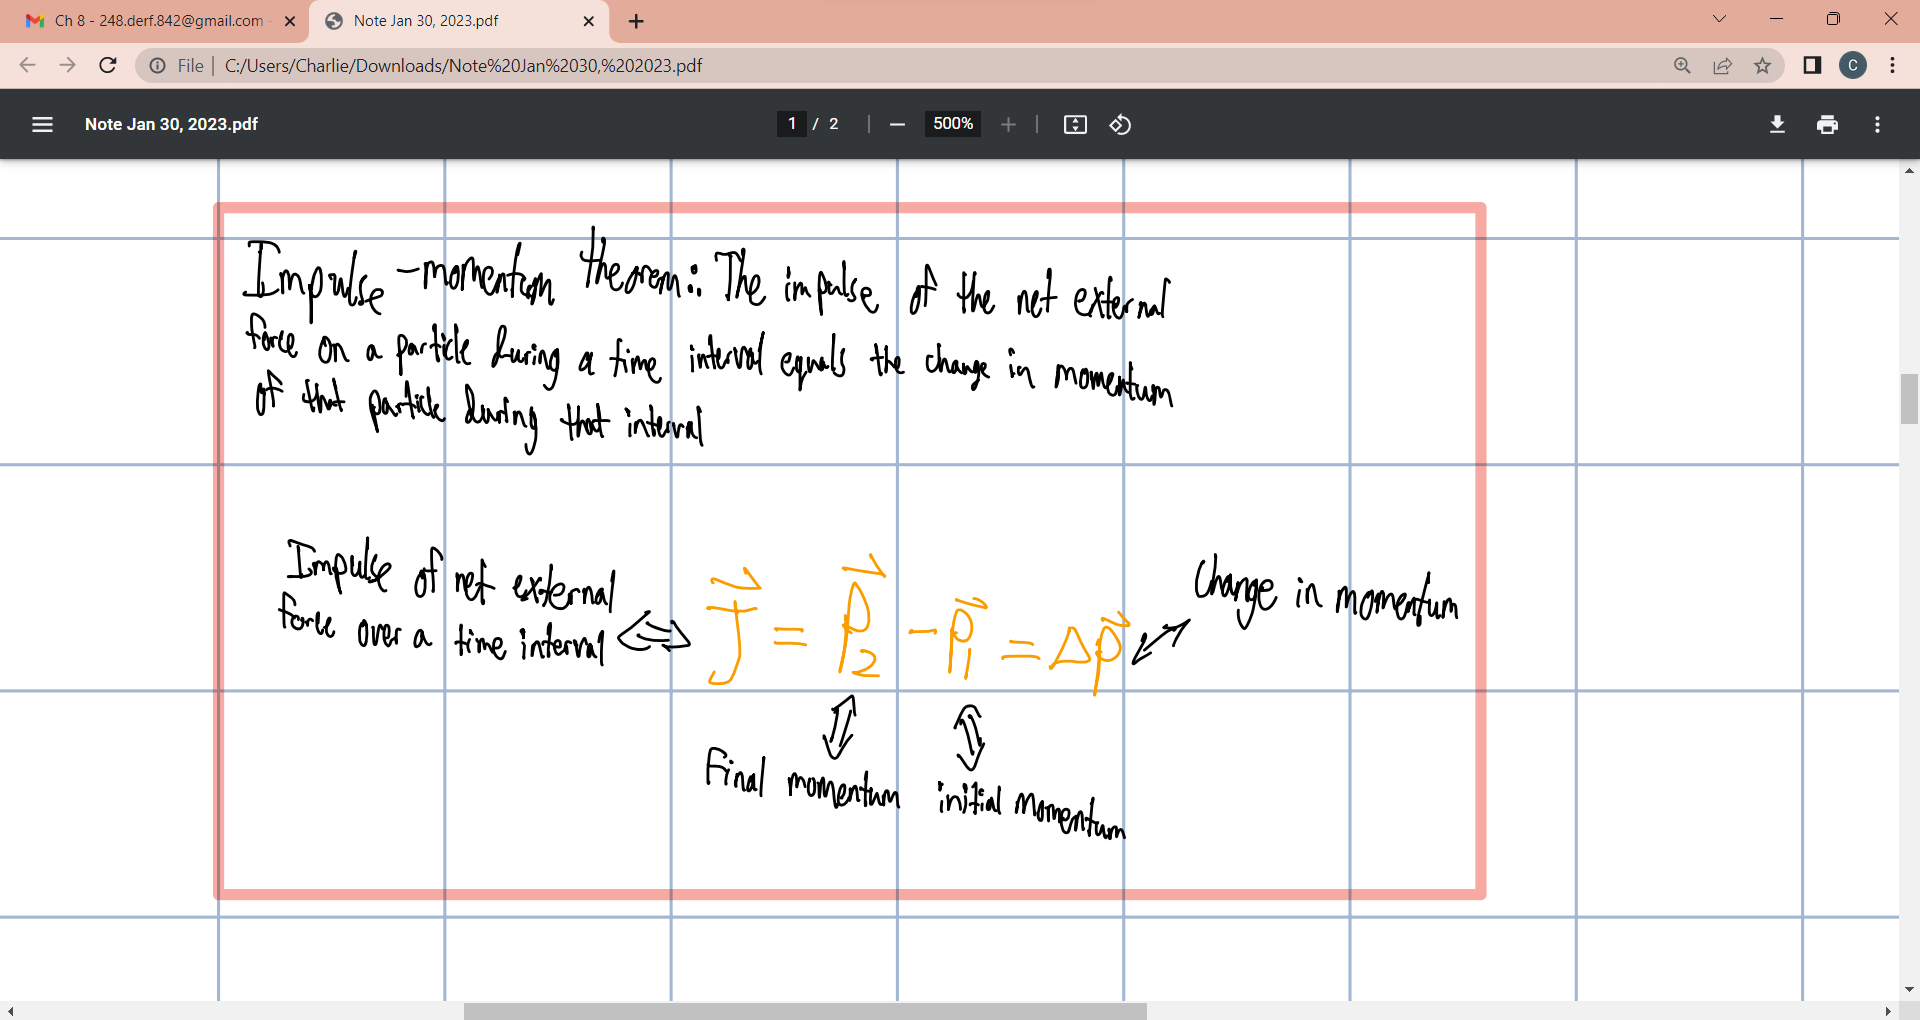 Ch 8 - 248.derf.842@gmail.com -
Note Jan 30, 2023.pdf
File | C:/Users/Charlie/Downloads/Note%20Jan%2030,%202023.pdf
C
Note Jan 30, 2023.pdf
1 / 2 | − 500% + |
Impulse-momentum theorem: The impulse of the net external
force on a particle during a time interval equals the change in momentum
of that particle during that interval
Impulse of net external
force over a time interval
J⃗ = p⃗₂ − p⃗₁ = Δp⃗
Change in momentum
Final momentum
initial momentum